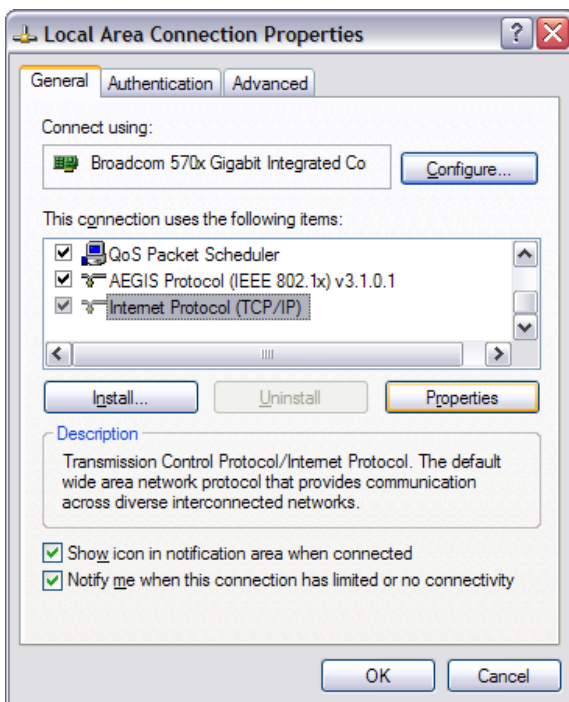 Local Area Connection Properties
General Authentication Advanced
Connect using:
Broadcom 570x Gigabit Integrated Co
Configure...
This connection uses the following items:
QoS Packet Scheduler
AEGIS Protocol (IEEE 802.1x) v3.1.0.1
Internet Protocol (TCP/IP)
Install... Uninstall Properties
Description
Transmission Control Protocol/Internet Protocol. The default
wide area network protocol that provides communication
across diverse interconnected networks.
Show icon in notification area when connected
Notify me when this connection has limited or no connectivity
OK Cancel